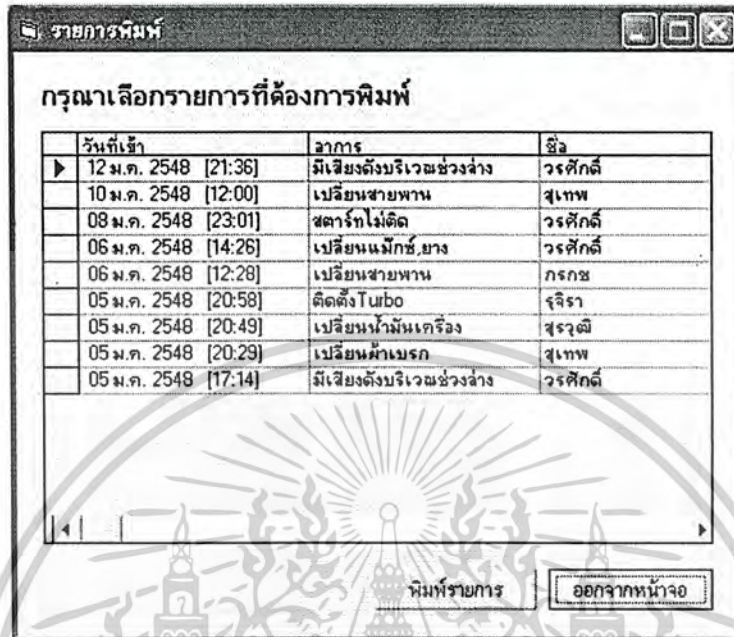 รายการพิมพ์
กรุณาเลือกรายการที่ต้องการพิมพ์
วันที่เข้า อาการ ชื่อ
12 ม.ค. 2548 [21:36] มีเสียงดังบริเวณช่วงล่าง วรศักดิ์
10 ม.ค. 2548 [12:00] เปลี่ยนสายพาน สุเทพ
08 ม.ค. 2548 [23:01] สตาร์ทไม่ติด วรศักดิ์
06 ม.ค. 2548 [14:26] เปลี่ยนแม๊กซ์,ยาง วรศักดิ์
06 ม.ค. 2548 [12:28] เปลี่ยนสายพาน กรกช
05 ม.ค. 2548 [20:58] ติดตั้งTurbo รุจิรา
05 ม.ค. 2548 [20:49] เปลี่ยนน้ำมันเครื่อง สุรวุฒิ
05 ม.ค. 2548 [20:29] เปลี่ยนผ้าเบรก สุเทพ
05 ม.ค. 2548 [17:14] มีเสียงดังบริเวณช่วงล่าง วรศักดิ์
พิมพ์รายการ ออกจากหน้าจอ